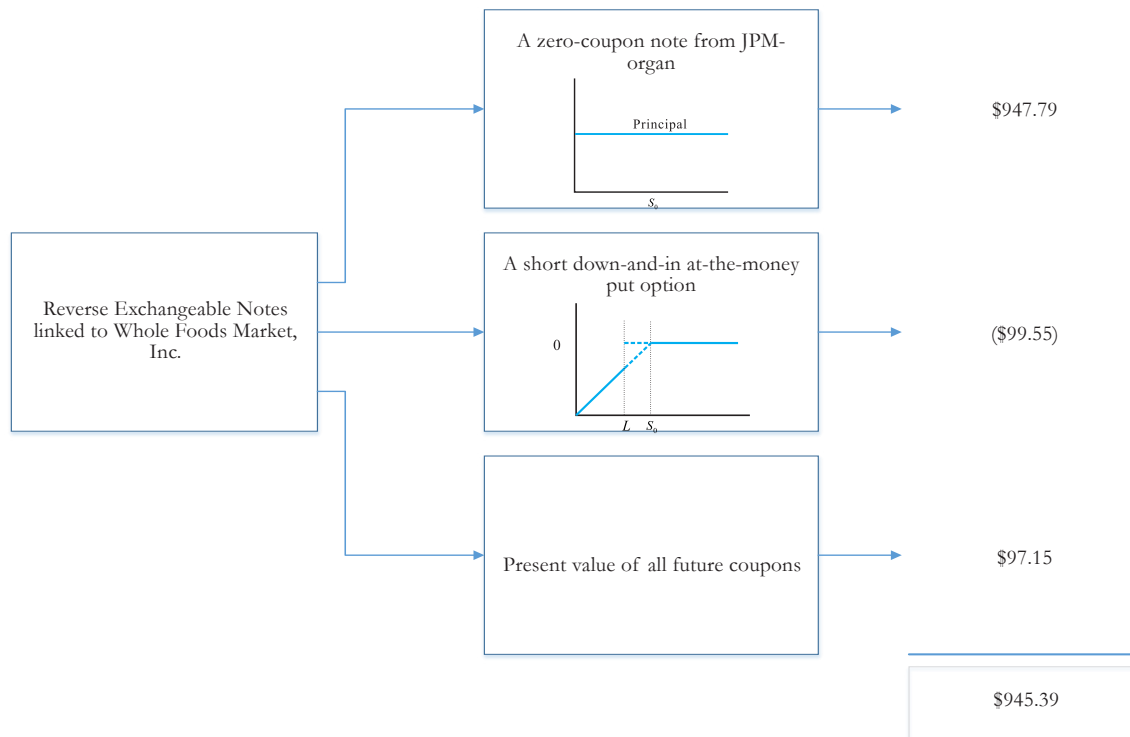 A zero-coupon note from JPM-
organ
Principal
S₀
$947.79
Reverse Exchangeable Notes
linked to Whole Foods Market,
Inc.
A short down-and-in at-the-money
put option
0
L S₀
($99.55)
Present value of all future coupons
$97.15
$945.39